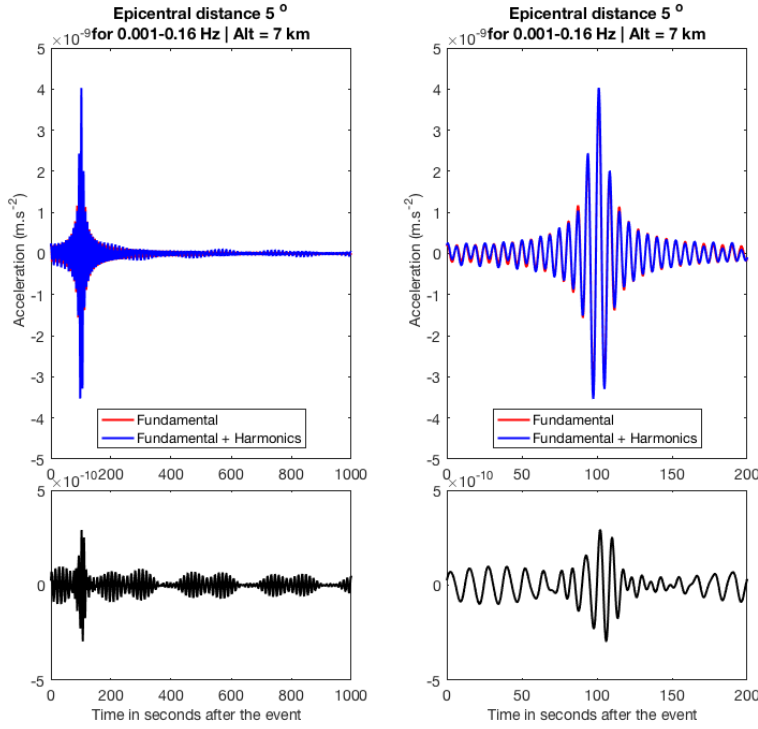 Epicentral distance 5 o
for 0.001-0.16 Hz | Alt = 7 km
×10-9
5
4
3
2
1
0
-1
-2
-3
-4
-5
Acceleration (m.s-2)
Fundamental
Fundamental + Harmonics
0 200 400 600 800 1000
Epicentral distance 5 o
for 0.001-0.16 Hz | Alt = 7 km
×10-9
5
4
3
2
1
0
-1
-2
-3
-4
-5
Acceleration (m.s-2)
Fundamental
Fundamental + Harmonics
0 50 100 150 200
×10-10
5
0
-5
0 200 400 600 800 1000
Time in seconds after the event
×10-10
5
0
-5
0 50 100 150 200
Time in seconds after the event